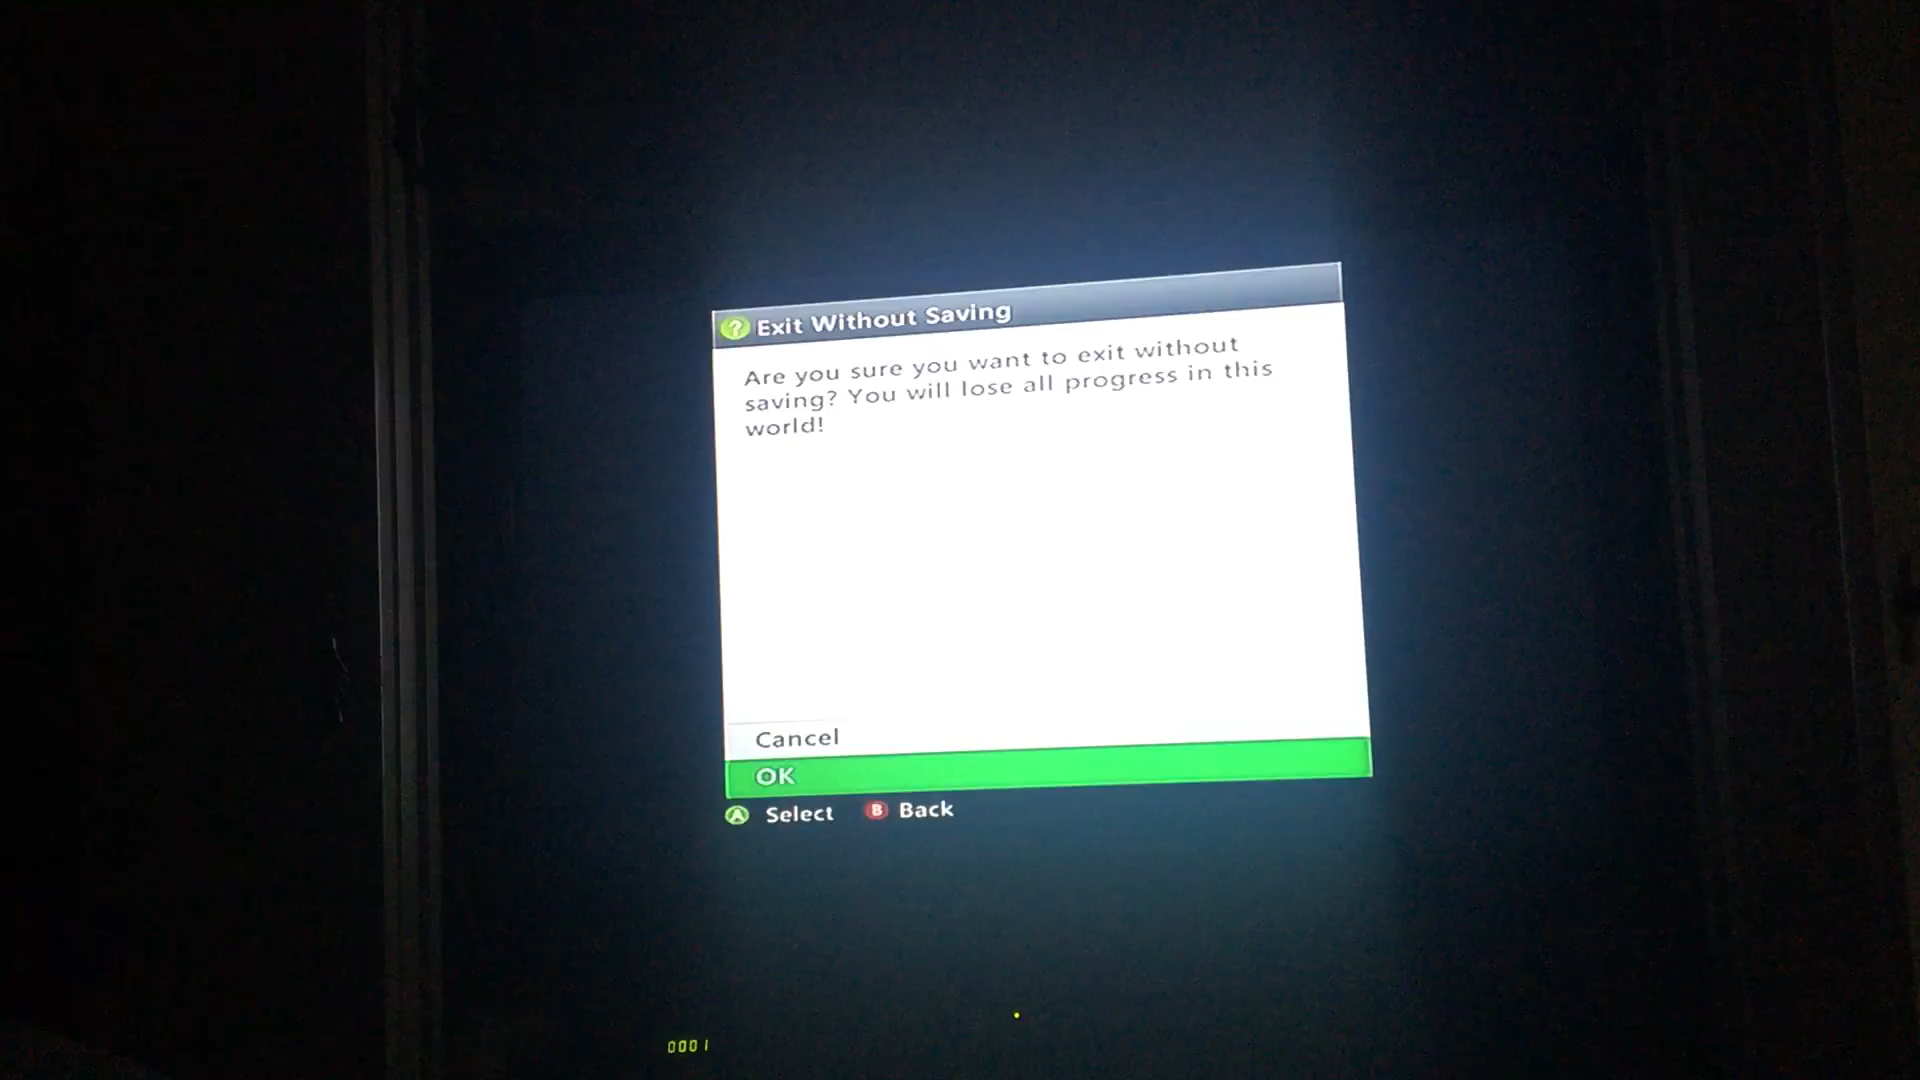 Exit Without Saving
Are you sure you want to exit without
saving? You will lose all progress in this
world!
Cancel
OK
A Select B Back
0001